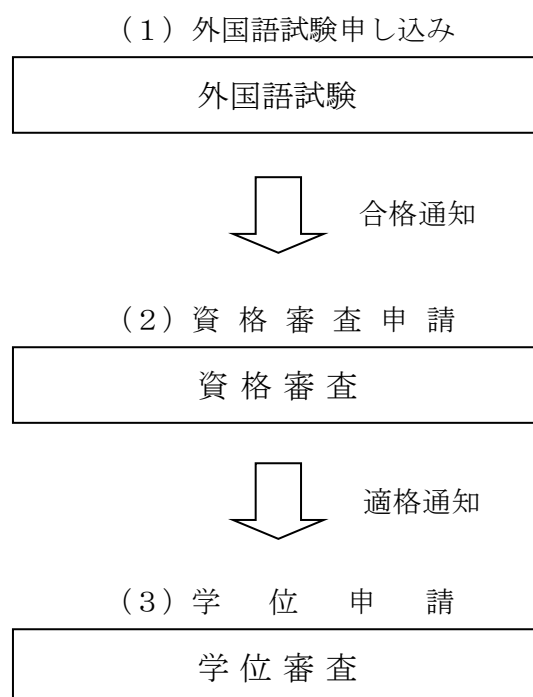 （１）外国語試験申し込み
外国語試験
合格通知
（２）資 格 審 査 申 請
資 格 審 査
適格通知
（３）学　位　申　請
学 位 審 査